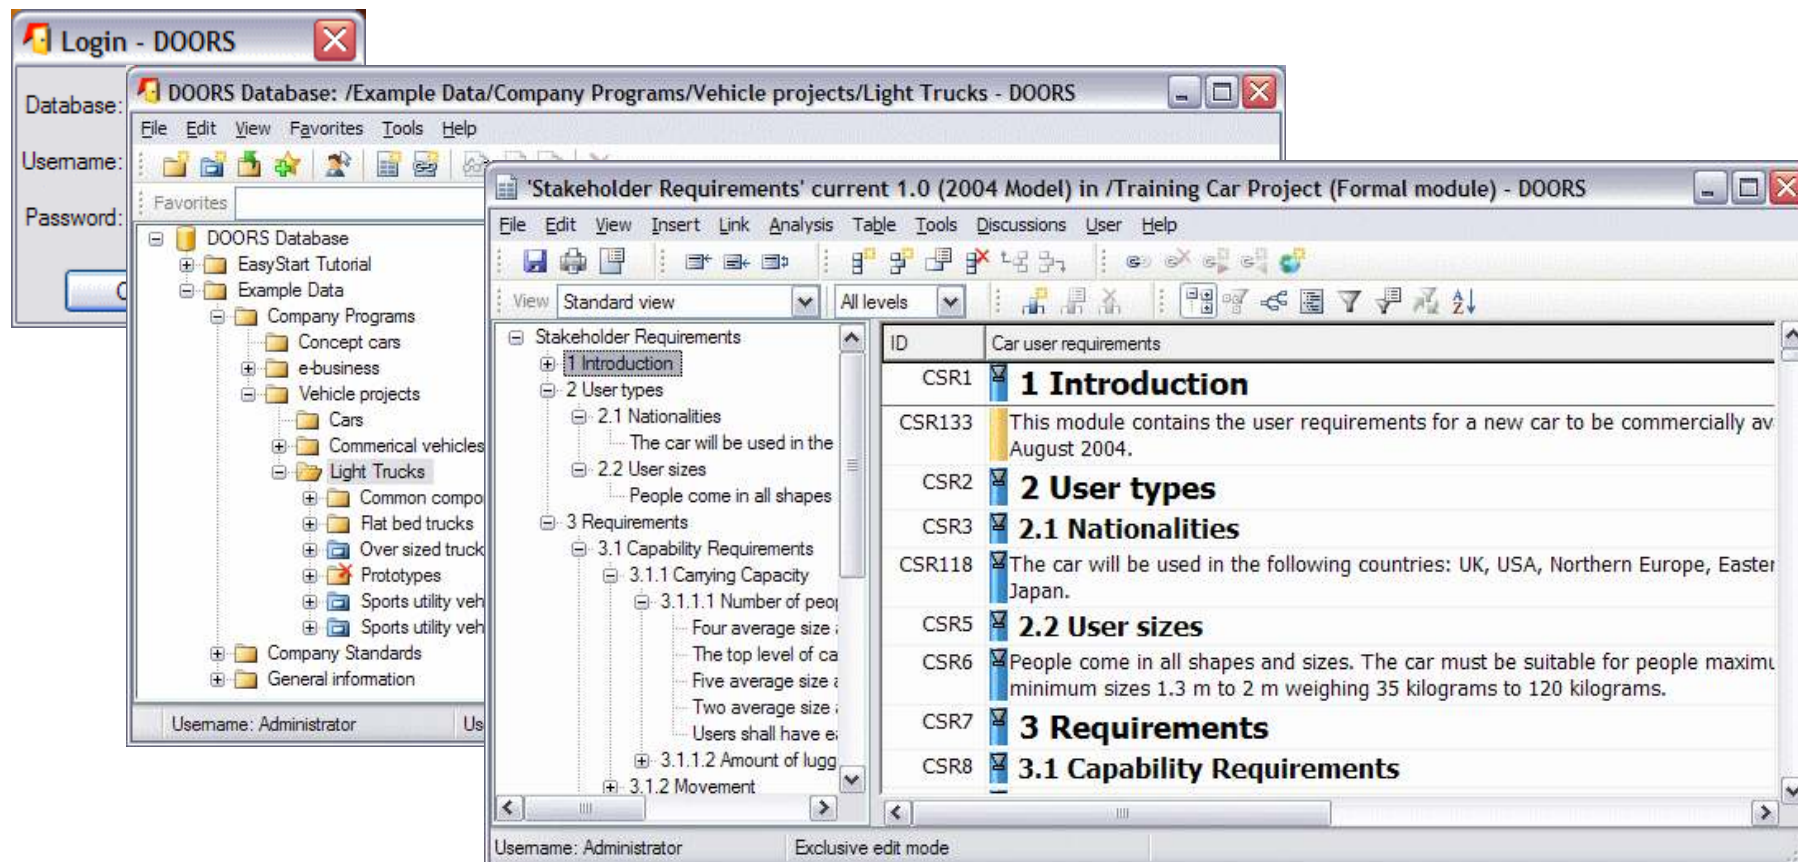 Login - DOORS
Database:
Username:
Password:
DOORS Database: /Example Data/Company Programs/Vehicle projects/Light Trucks - DOORS
File Edit View Favorites Tools Help
Favorites
DOORS Database
EasyStart Tutorial
Example Data
Company Programs
Concept cars
e-business
Vehicle projects
Cars
Commerical vehicles
Light Trucks
Common compo
Flat bed trucks
Over sized truck
Prototypes
Sports utility veh
Sports utility veh
Company Standards
General information
Username: Administrator Us
'Stakeholder Requirements' current 1.0 (2004 Model) in /Training Car Project (Formal module) - DOORS
File Edit View Insert Link Analysis Table Tools Discussions User Help
View Standard view All levels
Stakeholder Requirements
1 Introduction
2 User types
2.1 Nationalities
The car will be used in the
2.2 User sizes
People come in all shapes
3 Requirements
3.1 Capability Requirements
3.1.1 Carrying Capacity
3.1.1.1 Number of peop
Four average size a
The top level of ca
Five average size a
Two average size a
Users shall have ea
3.1.1.2 Amount of lugg
3.1.2 Movement
ID Car user requirements
CSR1 1 Introduction
CSR133 This module contains the user requirements for a new car to be commercially av
August 2004.
CSR2 2 User types
CSR3 2.1 Nationalities
CSR118 The car will be used in the following countries: UK, USA, Northern Europe, Easter
Japan.
CSR5 2.2 User sizes
CSR6 People come in all shapes and sizes. The car must be suitable for people maximu
minimum sizes 1.3 m to 2 m weighing 35 kilograms to 120 kilograms.
CSR7 3 Requirements
CSR8 3.1 Capability Requirements
Username: Administrator Exclusive edit mode